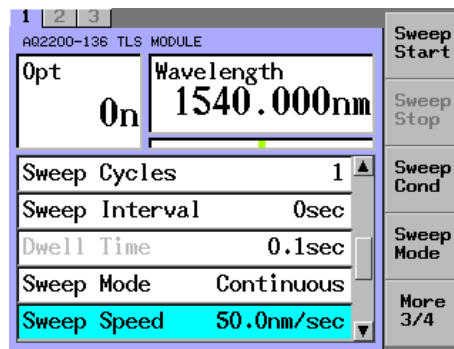 1 2 3
AQ2200-136 TLS MODULE
Opt
On
Wavelength
1540.000nm
Sweep Cycles 1
Sweep Interval 0sec
Dwell Time 0.1sec
Sweep Mode Continuous
Sweep Speed 50.0nm/sec
Sweep
Start
Sweep
Stop
Sweep
Cond
Sweep
Mode
More
3/4